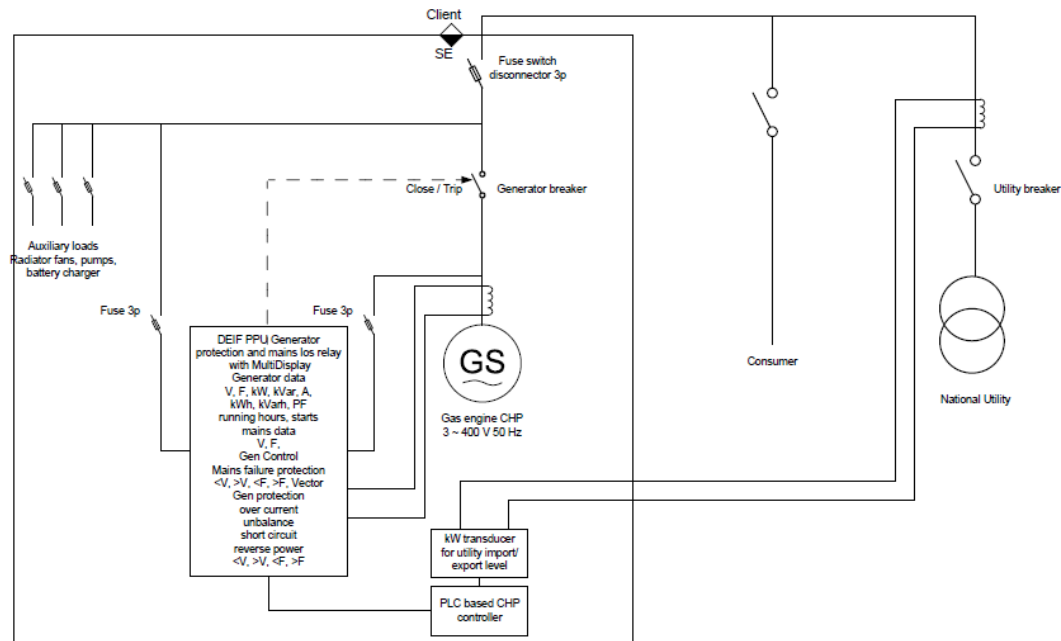 Client
SE
Fuse switch
disconnector 3p
Close / Trip
Generator breaker
Utility breaker
Auxiliary loads
Radiator fans, pumps,
battery charger
Fuse 3p
Fuse 3p
DEIF PPU Generator
protection and mains los relay
with MultiDisplay
Generator data
V, F, kW, kVar, A,
kWh, kVarh, PF
running hours, starts
mains data
V, F,
Gen Control
Mains failure protection
<V, >V, <F, >F, Vector
Gen protection
over current
unbalance
short circuit
reverse power
<V, >V, <F, >F
GS
Gas engine CHP
3 ~ 400 V 50 Hz
Consumer
National Utility
kW transducer
for utility import/
export level
PLC based CHP
controller